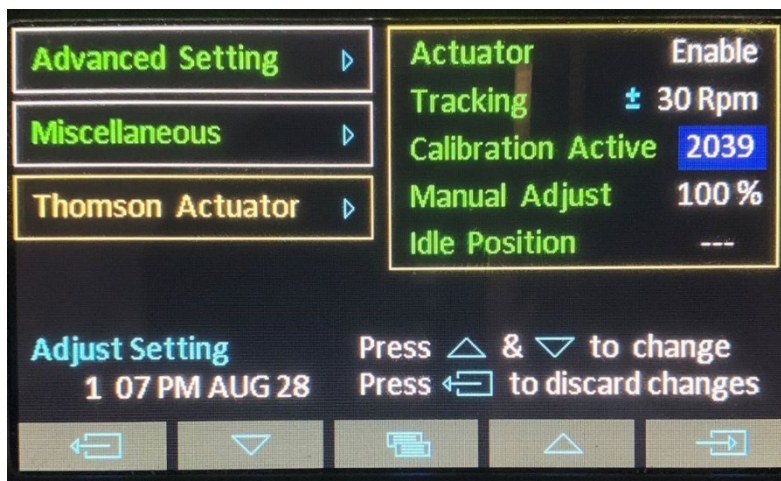 Advanced Setting
Miscellaneous
Thomson Actuator
Actuator Enable
Tracking ± 30 Rpm
Calibration Active 2039
Manual Adjust 100 %
Idle Position ---
Adjust Setting
1 07 PM AUG 28
Press △ & ▽ to change
Press to discard changes